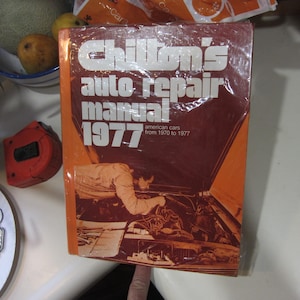 Chilton's
auto repair
manual
1977
american cars
from 1970 to 1977